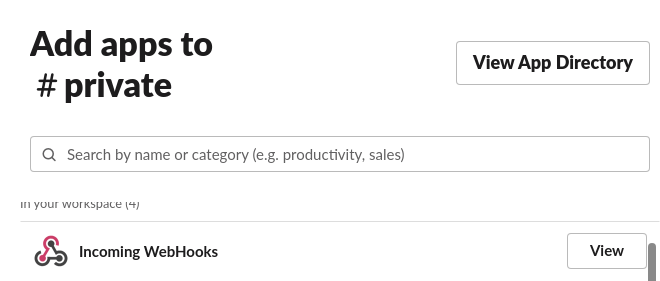 Add apps to
# private
View App Directory
Search by name or category (e.g. productivity, sales)
In your workspace (4)
Incoming WebHooks
View